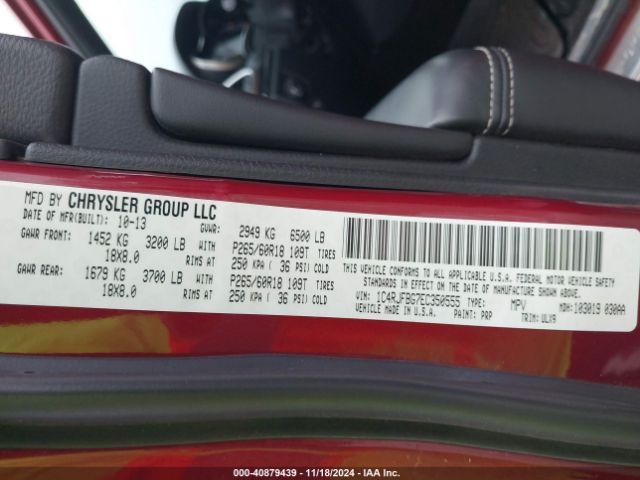 MFD BY CHRYSLER GROUP LLC
DATE OF MFR(BUILT): 10-13 GVWR: 2949 KG 6500 LB
GAWR FRONT: 1452 KG 3200 LB WITH P265/60R18 109T TIRES
18X8.0 RIMS AT 250 KPA ( 36 PSI) COLD
GAWR REAR: 1679 KG 3700 LB WITH P265/60R18 109T TIRES
18X8.0 RIMS AT 250 KPA ( 36 PSI) COLD
THIS VEHICLE CONFORMS TO ALL APPLICABLE U.S.A. FEDERAL MOTOR VEHICLE SAFETY
STANDARDS IN EFFECT ON THE DATE OF MANUFACTURE SHOWN ABOVE.
VIN: 1C4RJFBG7EC350555 TYPE: MPV MDH: 103019 030AA
VEHICLE MADE IN U.S.A. PAINT: PRP TRIM: ULX9
000-40879439 - 11/18/2024 - IAA Inc.